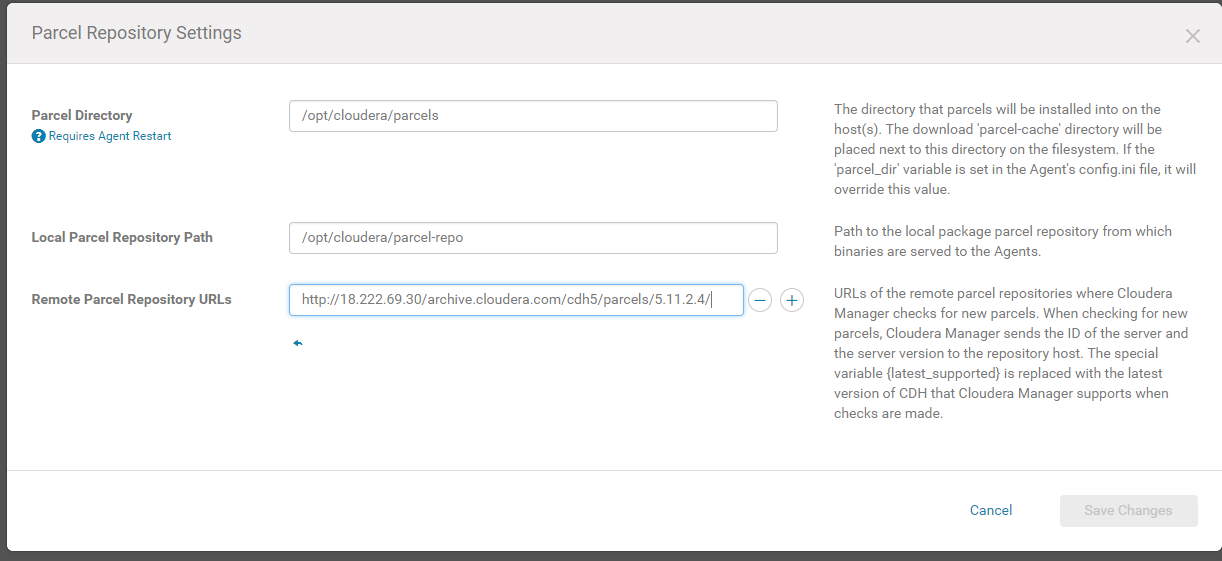 Parcel Repository Settings
Parcel Directory
Requires Agent Restart
/opt/cloudera/parcels
The directory that parcels will be installed into on the
host(s). The download 'parcel-cache' directory will be
placed next to this directory on the filesystem. If the
'parcel_dir' variable is set in the Agent's config.ini file, it will
override this value.
Local Parcel Repository Path
/opt/cloudera/parcel-repo
Path to the local package parcel repository from which
binaries are served to the Agents.
Remote Parcel Repository URLs
http://18.222.69.30/archive.cloudera.com/cdh5/parcels/5.11.2.4/
URLs of the remote parcel repositories where Cloudera
Manager checks for new parcels. When checking for new
parcels, Cloudera Manager sends the ID of the server and
the server version to the repository host. The special
variable {latest_supported} is replaced with the latest
version of CDH that Cloudera Manager supports when
checks are made.
Cancel
Save Changes